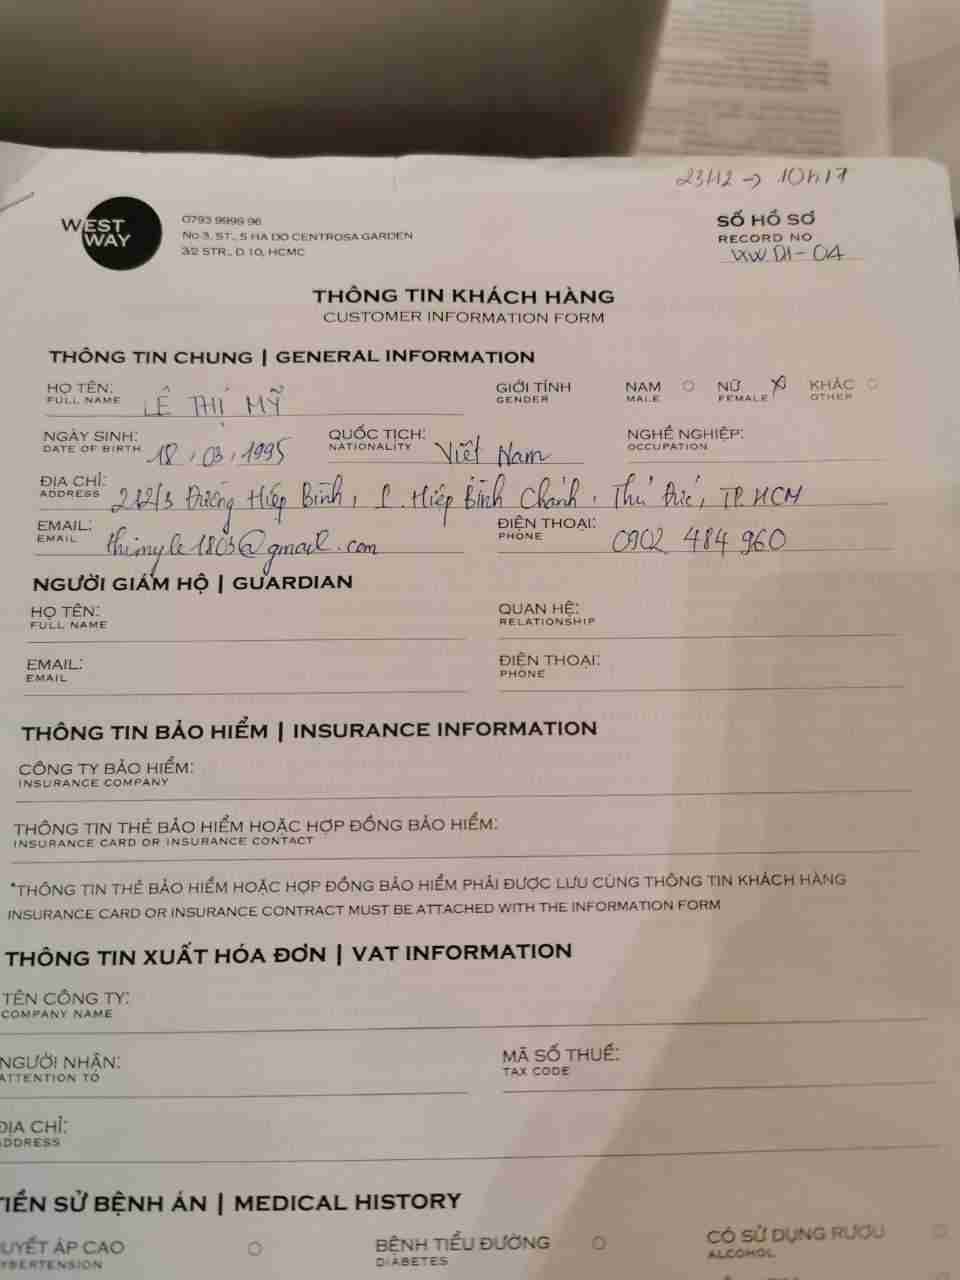 23/12 → 10h17
WEST WAY
0793 9999 96
No 3, ST., 5 HA DO CENTROSA GARDEN
3/2 STR., D 10, HCMC
SỐ HỒ SƠ
RECORD NO
WWD1-04
THÔNG TIN KHÁCH HÀNG
CUSTOMER INFORMATION FORM
THÔNG TIN CHUNG | GENERAL INFORMATION
HỌ TÊN: LÊ THỊ MỸ GIỚI TÍNH NAM NỮ KHÁC
FULL NAME GENDER MALE FEMALE OTHER
NGÀY SINH: 18.03.1995 QUỐC TỊCH: Việt Nam NGHỀ NGHIỆP:
DATE OF BIRTH NATIONALITY OCCUPATION
ĐỊA CHỈ: 212/3 Đường Hiệp Bình, P. Hiệp Bình Chánh, Thủ Đức, TP. HCM
ADDRESS
EMAIL: thimyle1803@gmail.com ĐIỆN THOẠI: 0902 484 960
EMAIL PHONE
NGƯỜI GIÁM HỘ | GUARDIAN
HỌ TÊN: QUAN HỆ:
FULL NAME RELATIONSHIP
EMAIL: ĐIỆN THOẠI:
EMAIL PHONE
THÔNG TIN BẢO HIỂM | INSURANCE INFORMATION
CÔNG TY BẢO HIỂM:
INSURANCE COMPANY
THÔNG TIN THẺ BẢO HIỂM HOẶC HỢP ĐỒNG BẢO HIỂM:
INSURANCE CARD OR INSURANCE CONTACT
*THÔNG TIN THẺ BẢO HIỂM HOẶC HỢP ĐỒNG BẢO HIỂM PHẢI ĐƯỢC LƯU CÙNG THÔNG TIN KHÁCH HÀNG
INSURANCE CARD OR INSURANCE CONTRACT MUST BE ATTACHED WITH THE INFORMATION FORM
THÔNG TIN XUẤT HÓA ĐƠN | VAT INFORMATION
TÊN CÔNG TY:
COMPANY NAME
NGƯỜI NHẬN: MÃ SỐ THUẾ:
ATTENTION TO TAX CODE
ĐỊA CHỈ:
ADDRESS
TIỀN SỬ BỆNH ÁN | MEDICAL HISTORY
UYẾT ÁP CAO BỆNH TIỂU ĐƯỜNG CÓ SỬ DỤNG RƯỢU
YPERTENSION DIABETES ALCOHOL